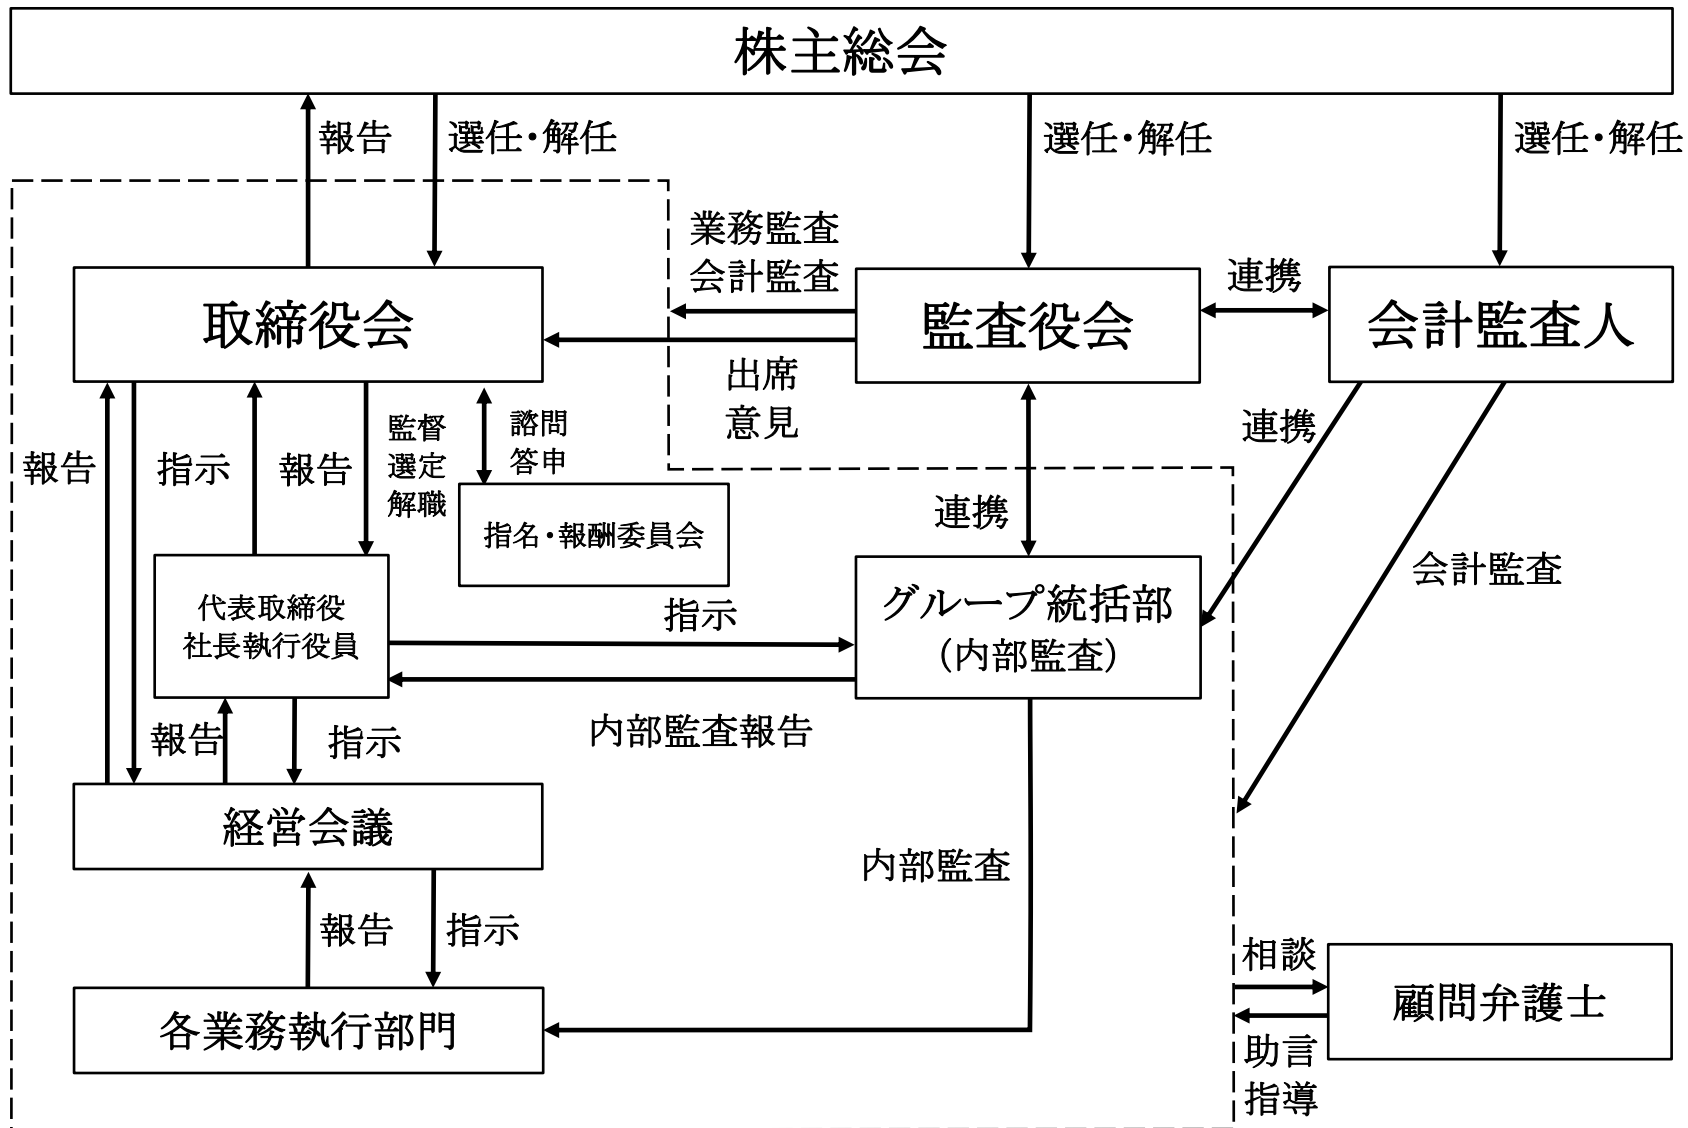 株主総会
報告
選任・解任
選任・解任
選任・解任
業務監査
会計監査
連携
取締役会
監査役会
会計監査人
出席
意見
報告
指示
報告
監督
選定
解職
諮問
答申
連携
連携
指名・報酬委員会
会計監査
代表取締役
社長執行役員
指示
グループ統括部
(内部監査)
内部監査報告
報告
指示
経営会議
内部監査
報告
指示
相談
顧問弁護士
各業務執行部門
助言
指導